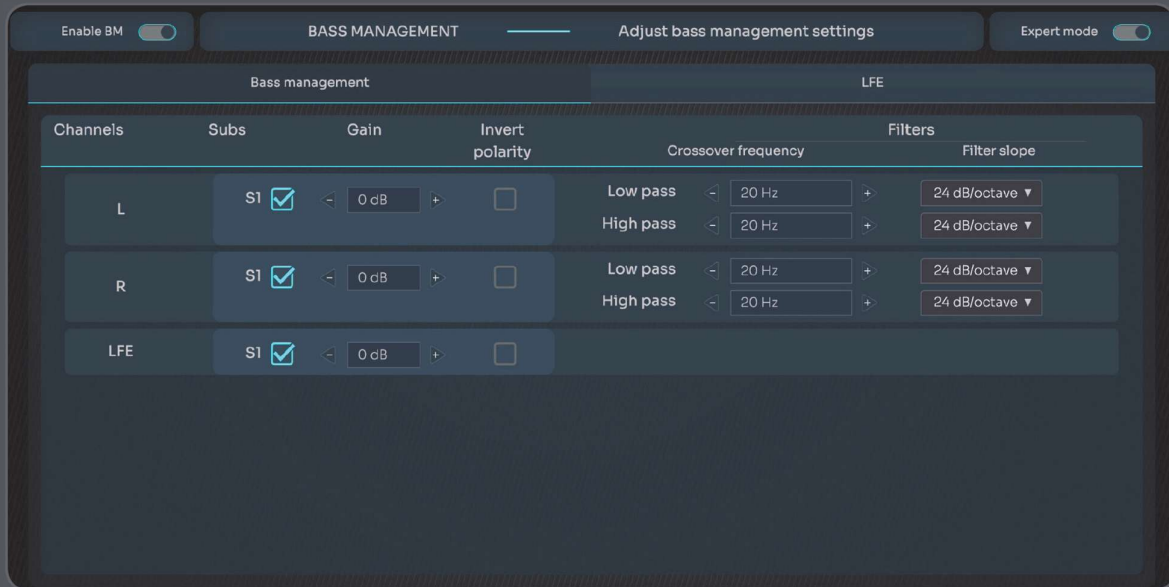 Enable BM BASS MANAGEMENT Adjust bass management settings Expert mode
Bass management LFE
Channels Subs Gain Invert polarity Filters
Crossover frequency Filter slope
L S1 - 0 dB + Low pass - 20 Hz + 24 dB/octave ▼
High pass - 20 Hz + 24 dB/octave ▼
R S1 - 0 dB + Low pass - 20 Hz + 24 dB/octave ▼
High pass - 20 Hz + 24 dB/octave ▼
LFE S1 - 0 dB +